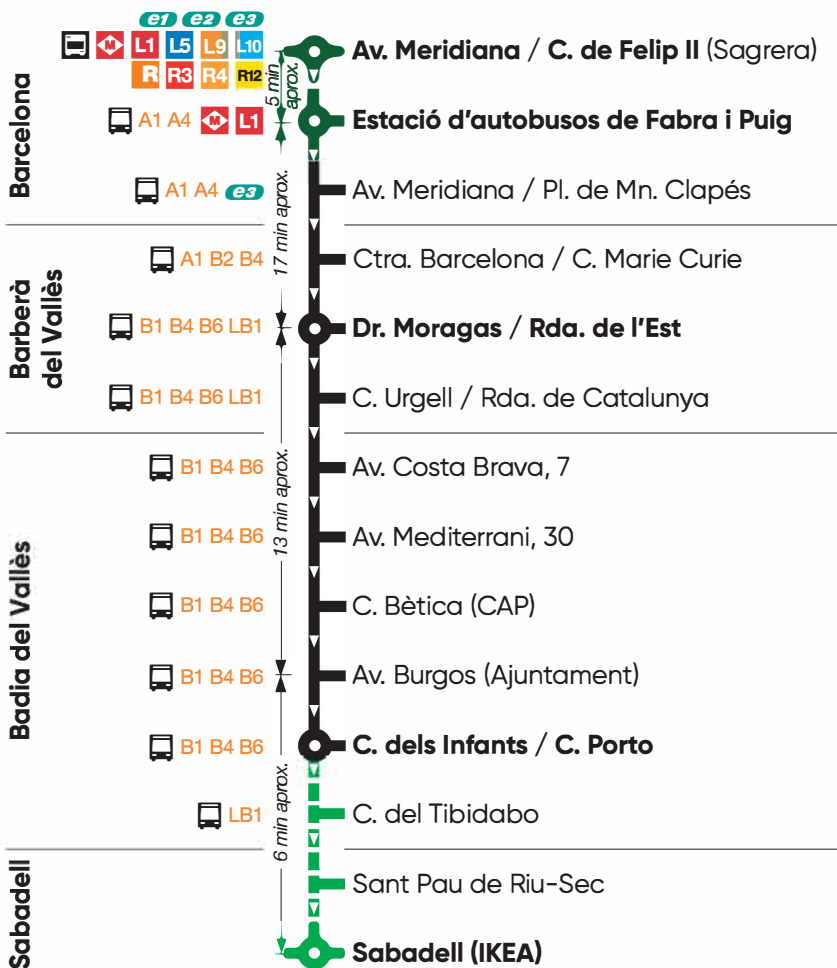 e1 e2 e3
M L1 L5 L9 L10
R R3 R4 R12
Av. Meridiana / C. de Felip II (Sagrera)
5 min aprox.
Barcelona
A1 A4 M L1
Estació d'autobusos de Fabra i Puig
A1 A4 e3
Av. Meridiana / Pl. de Mn. Clapés
17 min aprox.
Barberà del Vallès
A1 B2 B4
Ctra. Barcelona / C. Marie Curie
B1 B4 B6 LB1
Dr. Moragas / Rda. de l'Est
B1 B4 B6 LB1
C. Urgell / Rda. de Catalunya
Badia del Vallès
B1 B4 B6
Av. Costa Brava, 7
13 min aprox.
B1 B4 B6
Av. Mediterrani, 30
B1 B4 B6
C. Bètica (CAP)
B1 B4 B6
Av. Burgos (Ajuntament)
B1 B4 B6
C. dels Infants / C. Porto
6 min aprox.
LB1
C. del Tibidabo
Sabadell
Sant Pau de Riu-Sec
Sabadell (IKEA)